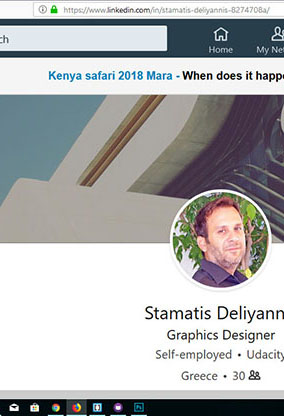 https://www.linkedin.com/in/stamatis-deliyannis-8274708a/
ch
Home
My Ne
Kenya safari 2018 Mara - When does it happe
Stamatis Deliyann
Graphics Designer
Self-employed • Udacity
Greece • 30